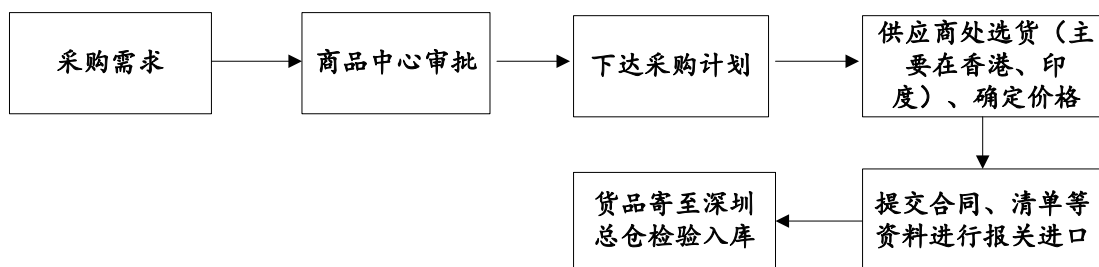 采购需求
商品中心审批
下达采购计划
供应商处选货（主
要在香港、印
度）、确定价格
提交合同、清单等
资料进行报关进口
货品寄至深圳
总仓检验入库